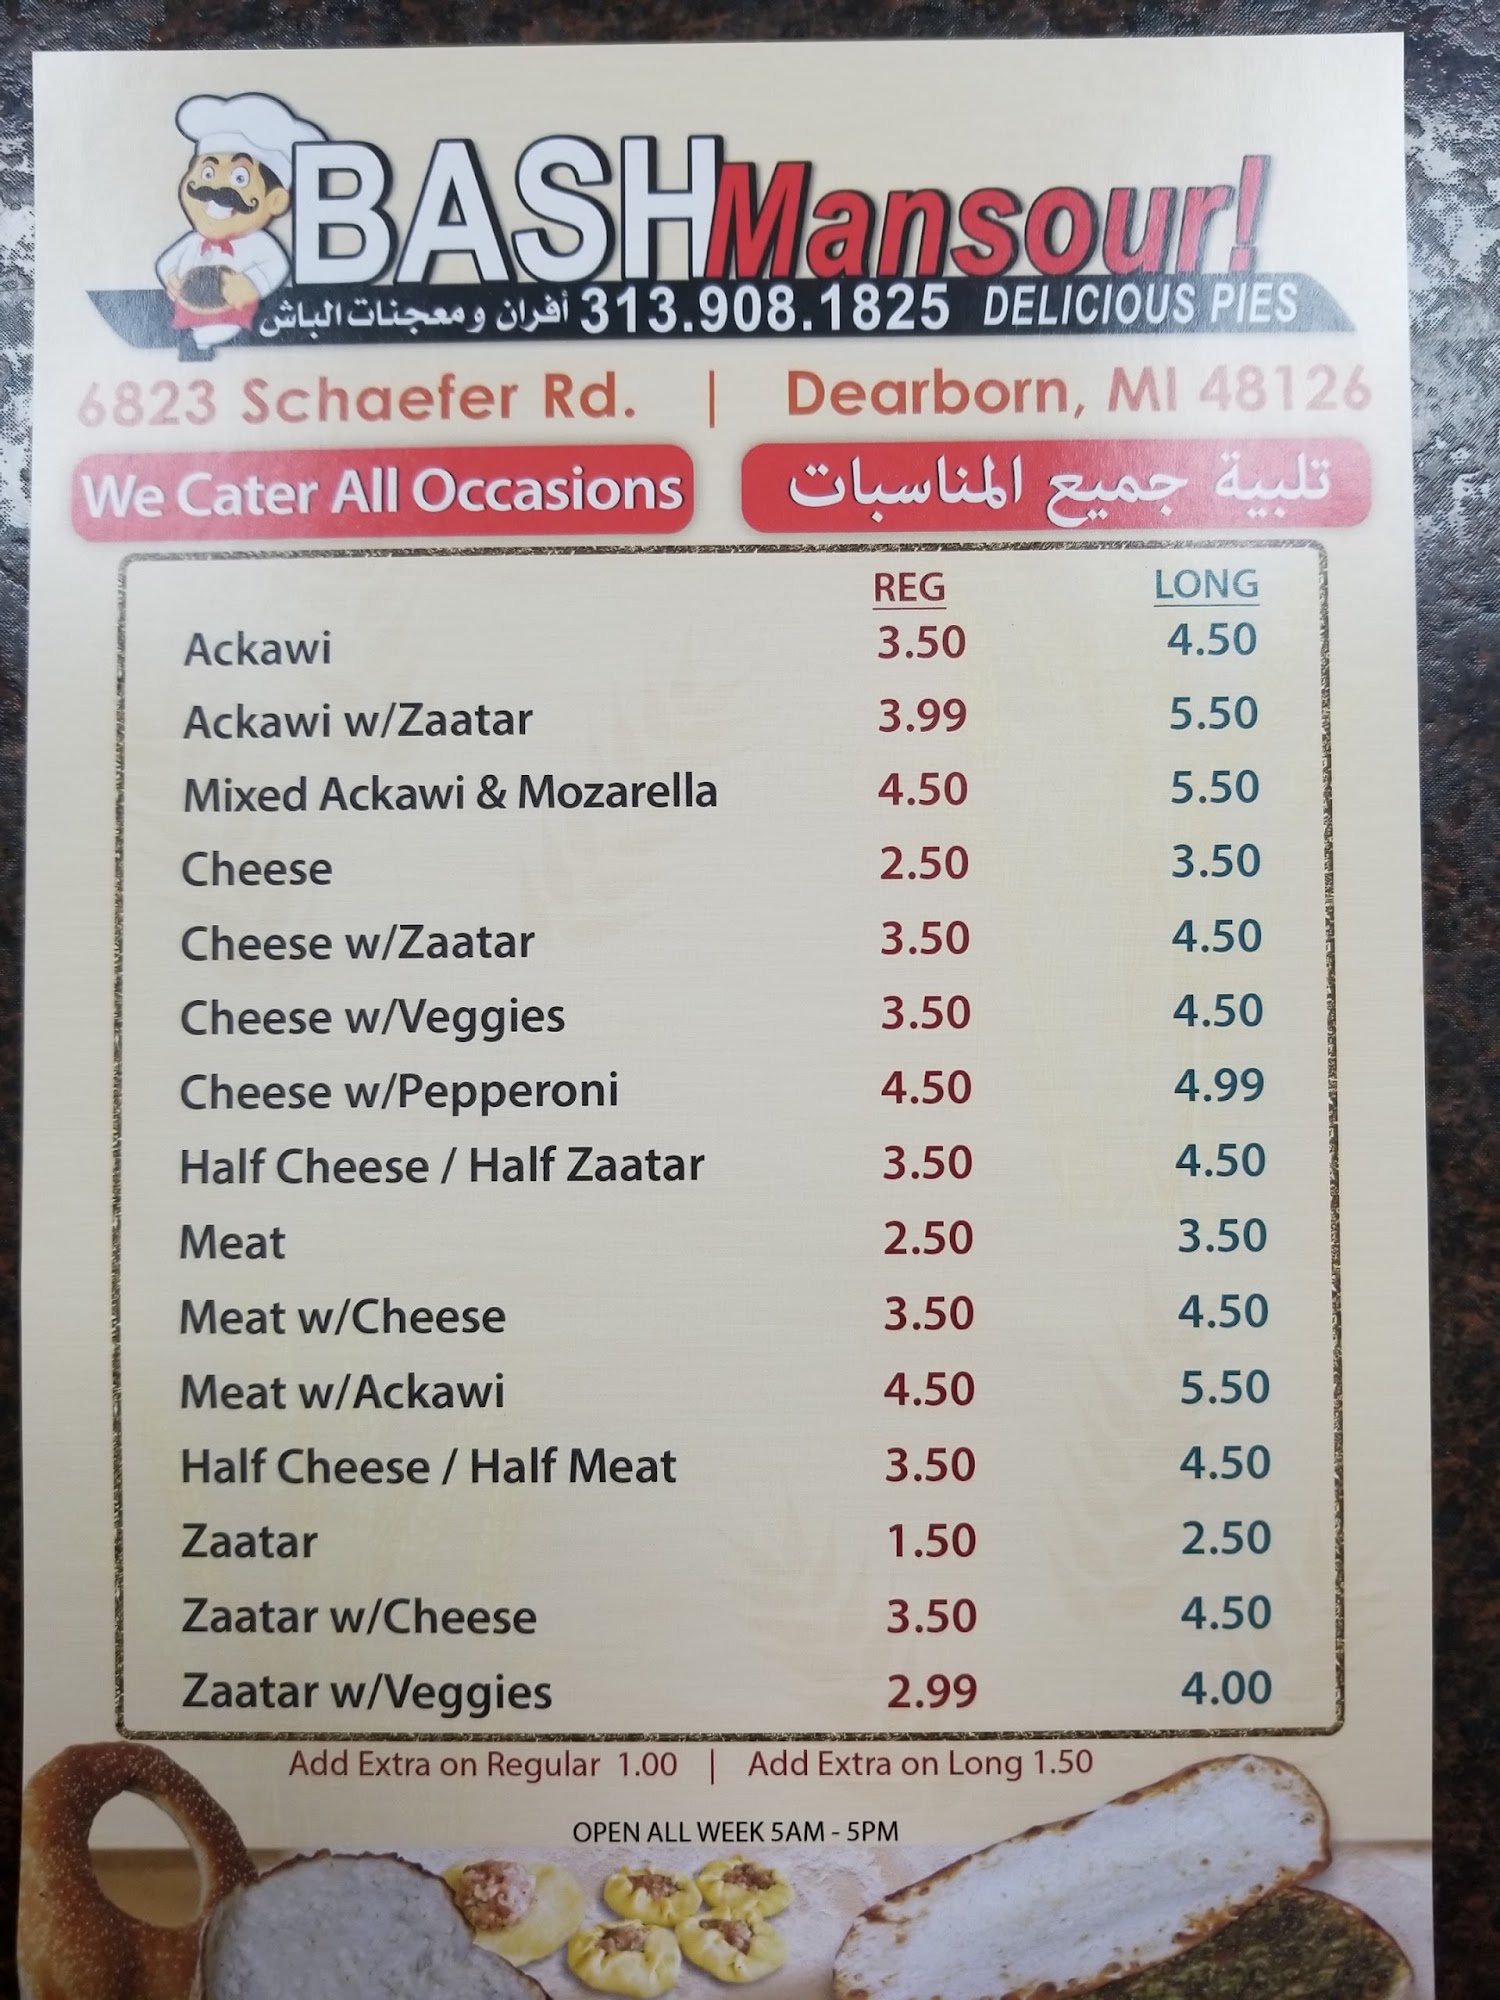 BASH Mansour!
أفران و معجنات الباش 313.908.1825 DELICIOUS PIES
6823 Schaefer Rd. | Dearborn, MI 48126
We Cater All Occasions تلبية جميع المناسبات
REG LONG
Ackawi 3.50 4.50
Ackawi w/Zaatar 3.99 5.50
Mixed Ackawi & Mozarella 4.50 5.50
Cheese 2.50 3.50
Cheese w/Zaatar 3.50 4.50
Cheese w/Veggies 3.50 4.50
Cheese w/Pepperoni 4.50 4.99
Half Cheese / Half Zaatar 3.50 4.50
Meat 2.50 3.50
Meat w/Cheese 3.50 4.50
Meat w/Ackawi 4.50 5.50
Half Cheese / Half Meat 3.50 4.50
Zaatar 1.50 2.50
Zaatar w/Cheese 3.50 4.50
Zaatar w/Veggies 2.99 4.00
Add Extra on Regular 1.00 | Add Extra on Long 1.50
OPEN ALL WEEK 5AM - 5PM